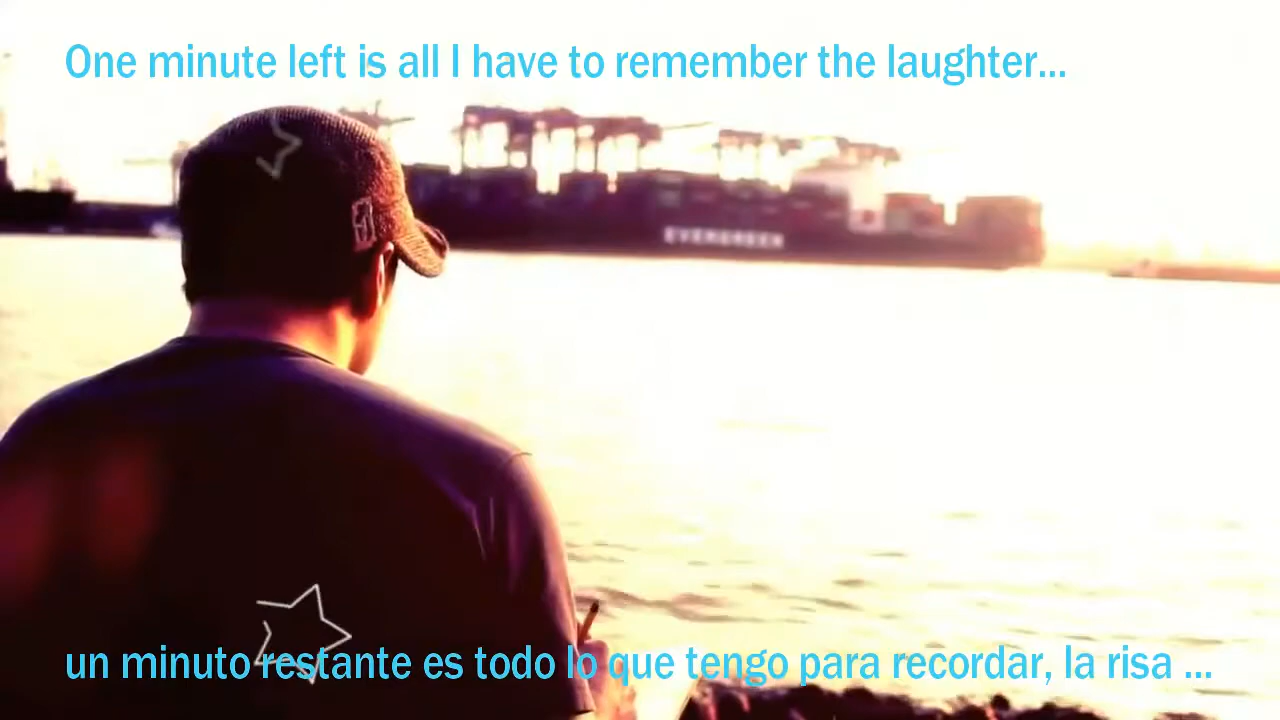 One minute left is all I have to remember the laughter...
EVERGREEN
un minuto restante es todo lo que tengo para recordar, la risa ...